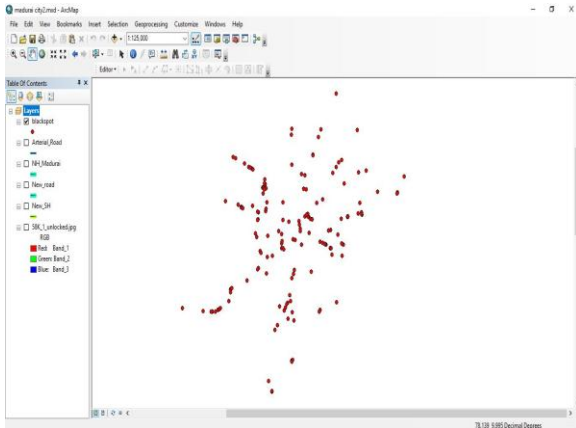 madurai city2.mxd - ArcMap
File Edit View Bookmarks Insert Selection Geoprocessing Customize Windows Help
1:125,000
Editor
Table Of Contents
Layers
blackspot
Arterial_Road
NH_Madurai
New_road
New_SH
58K_1_unlocked.jpg
RGB
Red: Band_1
Green: Band_2
Blue: Band_3
78.139 9.995 Decimal Degrees